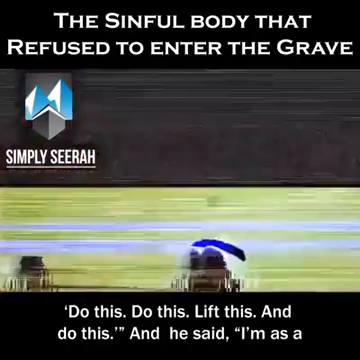 THE SINFUL BODY THAT
REFUSED TO ENTER THE GRAVE
SIMPLY SEERAH
‘Do this. Do this. Lift this. And
do this.’” And  he said, “I’m as a